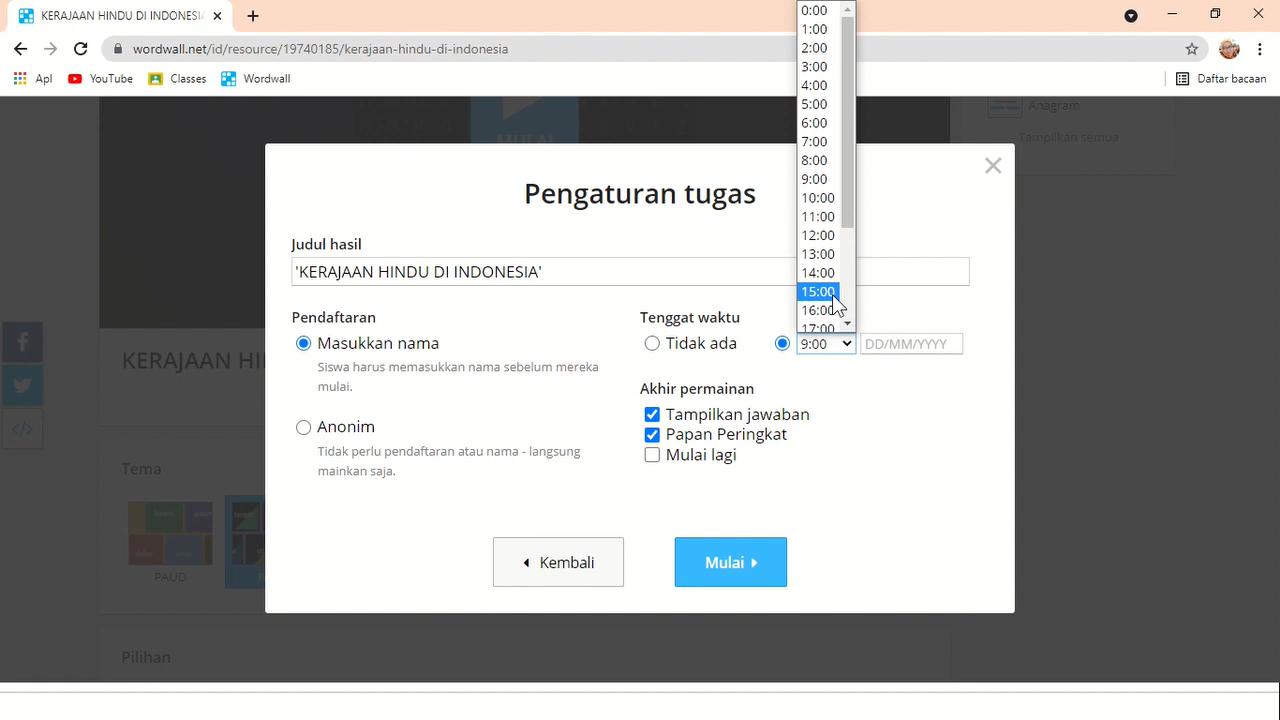 KERAJAAN HINDU DI INDONESIA
wordwall.net/id/resource/19740185/kerajaan-hindu-di-indonesia
Apl
YouTube
Classes
Wordwall
Daftar bacaan
0:00
1:00
2:00
3:00
4:00
5:00
6:00
7:00
8:00
9:00
10:00
11:00
12:00
13:00
14:00
15:00
16:00
17:00
MULAI
Anagram
Tampilkan semua
Pengaturan tugas
Judul hasil
'KERAJAAN HINDU DI INDONESIA'
Pendaftaran
Masukkan nama
Siswa harus memasukkan nama sebelum mereka
mulai.
Anonim
Tidak perlu pendaftaran atau nama - langsung
mainkan saja.
Tenggat waktu
Tidak ada
9:00
DD/MM/YYYY
Akhir permainan
Tampilkan jawaban
Papan Peringkat
Mulai lagi
Kembali
Mulai
KERAJAAN HI
Tema
PAUD
Pilihan